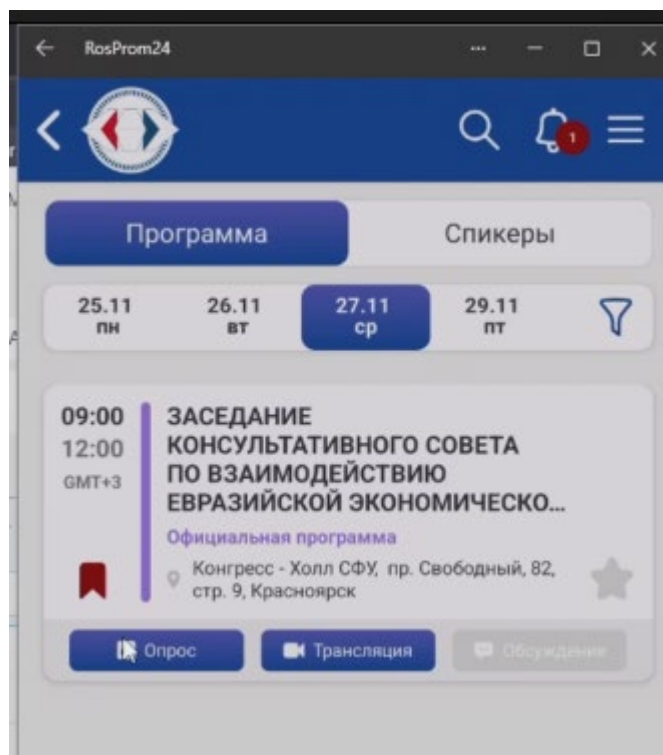 RosProm24
1
Программа
Спикеры
25.11
пн
26.11
вт
27.11
ср
29.11
пт
09:00
12:00
GMT+3
ЗАСЕДАНИЕ
КОНСУЛЬТАТИВНОГО СОВЕТА
ПО ВЗАИМОДЕЙСТВИЮ
ЕВРАЗИЙСКОЙ ЭКОНОМИЧЕСКО...
Официальная программа
Конгресс - Холл СФУ, пр. Свободный, 82,
стр. 9, Красноярск
Опрос
Трансляция
Обсуждение